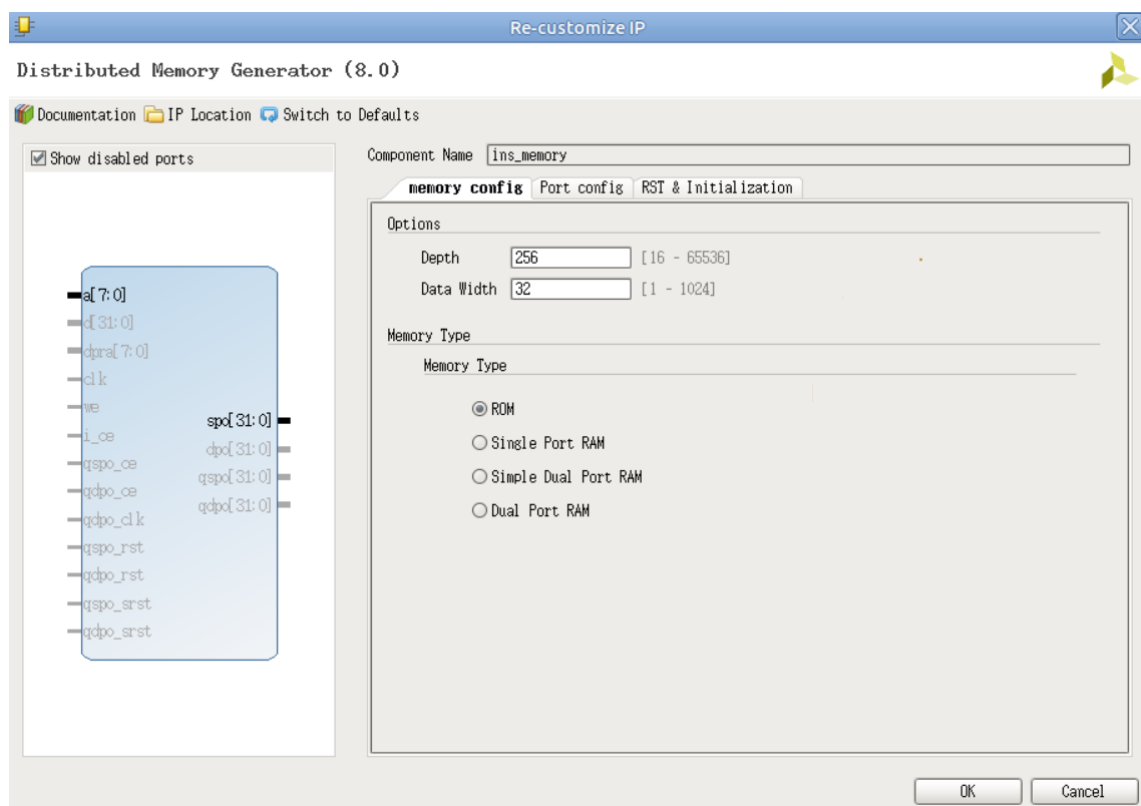 Re-customize IP
Distributed Memory Generator (8.0)
Documentation IP Location Switch to Defaults
Show disabled ports
a[7:0]
d[31:0]
dpra[7:0]
clk
we
i_ce
qspo_ce
qdpo_ce
qdpo_clk
qspo_rst
qdpo_rst
qspo_srst
qdpo_srst
spo[31:0]
dpo[31:0]
qspo[31:0]
qdpo[31:0]
Component Name ins_memory
memory config Port config RST & Initialization
Options
Depth 256 [16 - 65536]
Data Width 32 [1 - 1024]
Memory Type
Memory Type
ROM
Single Port RAM
Simple Dual Port RAM
Dual Port RAM
OK Cancel